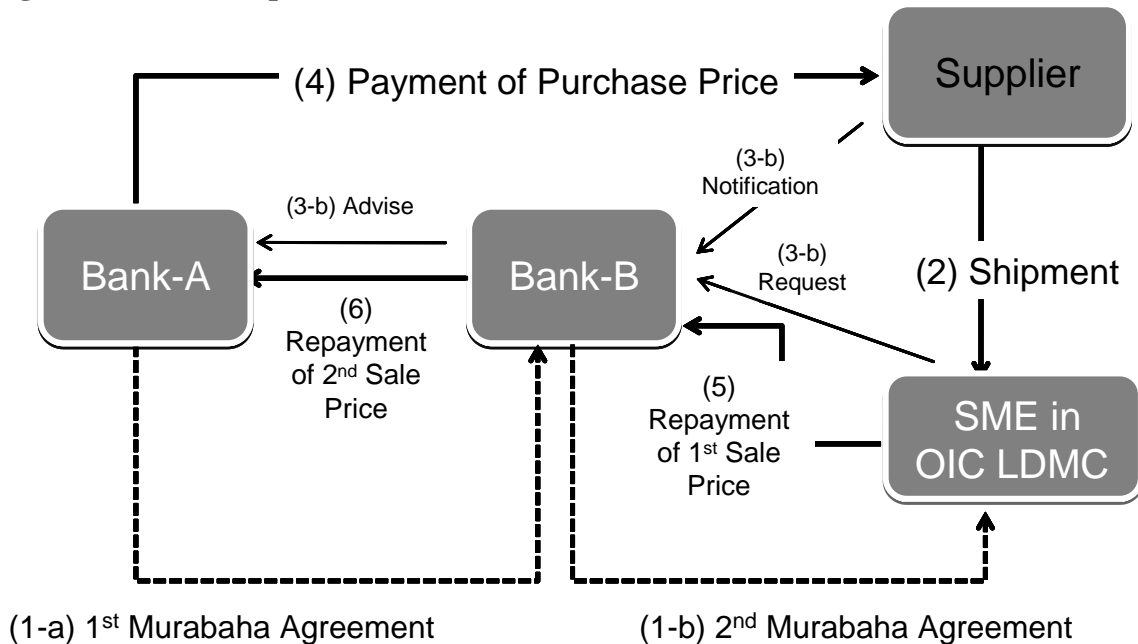 (4) Payment of Purchase Price
Supplier
(3-b)
Notification
(3-b) Advise
Bank-A
Bank-B
(3-b)
Request
(2) Shipment
(6)
Repayment
of 2nd Sale
Price
(5)
Repayment
of 1st Sale
Price
SME in
OIC LDMC
(1-a) 1st Murabaha Agreement
(1-b) 2nd Murabaha Agreement